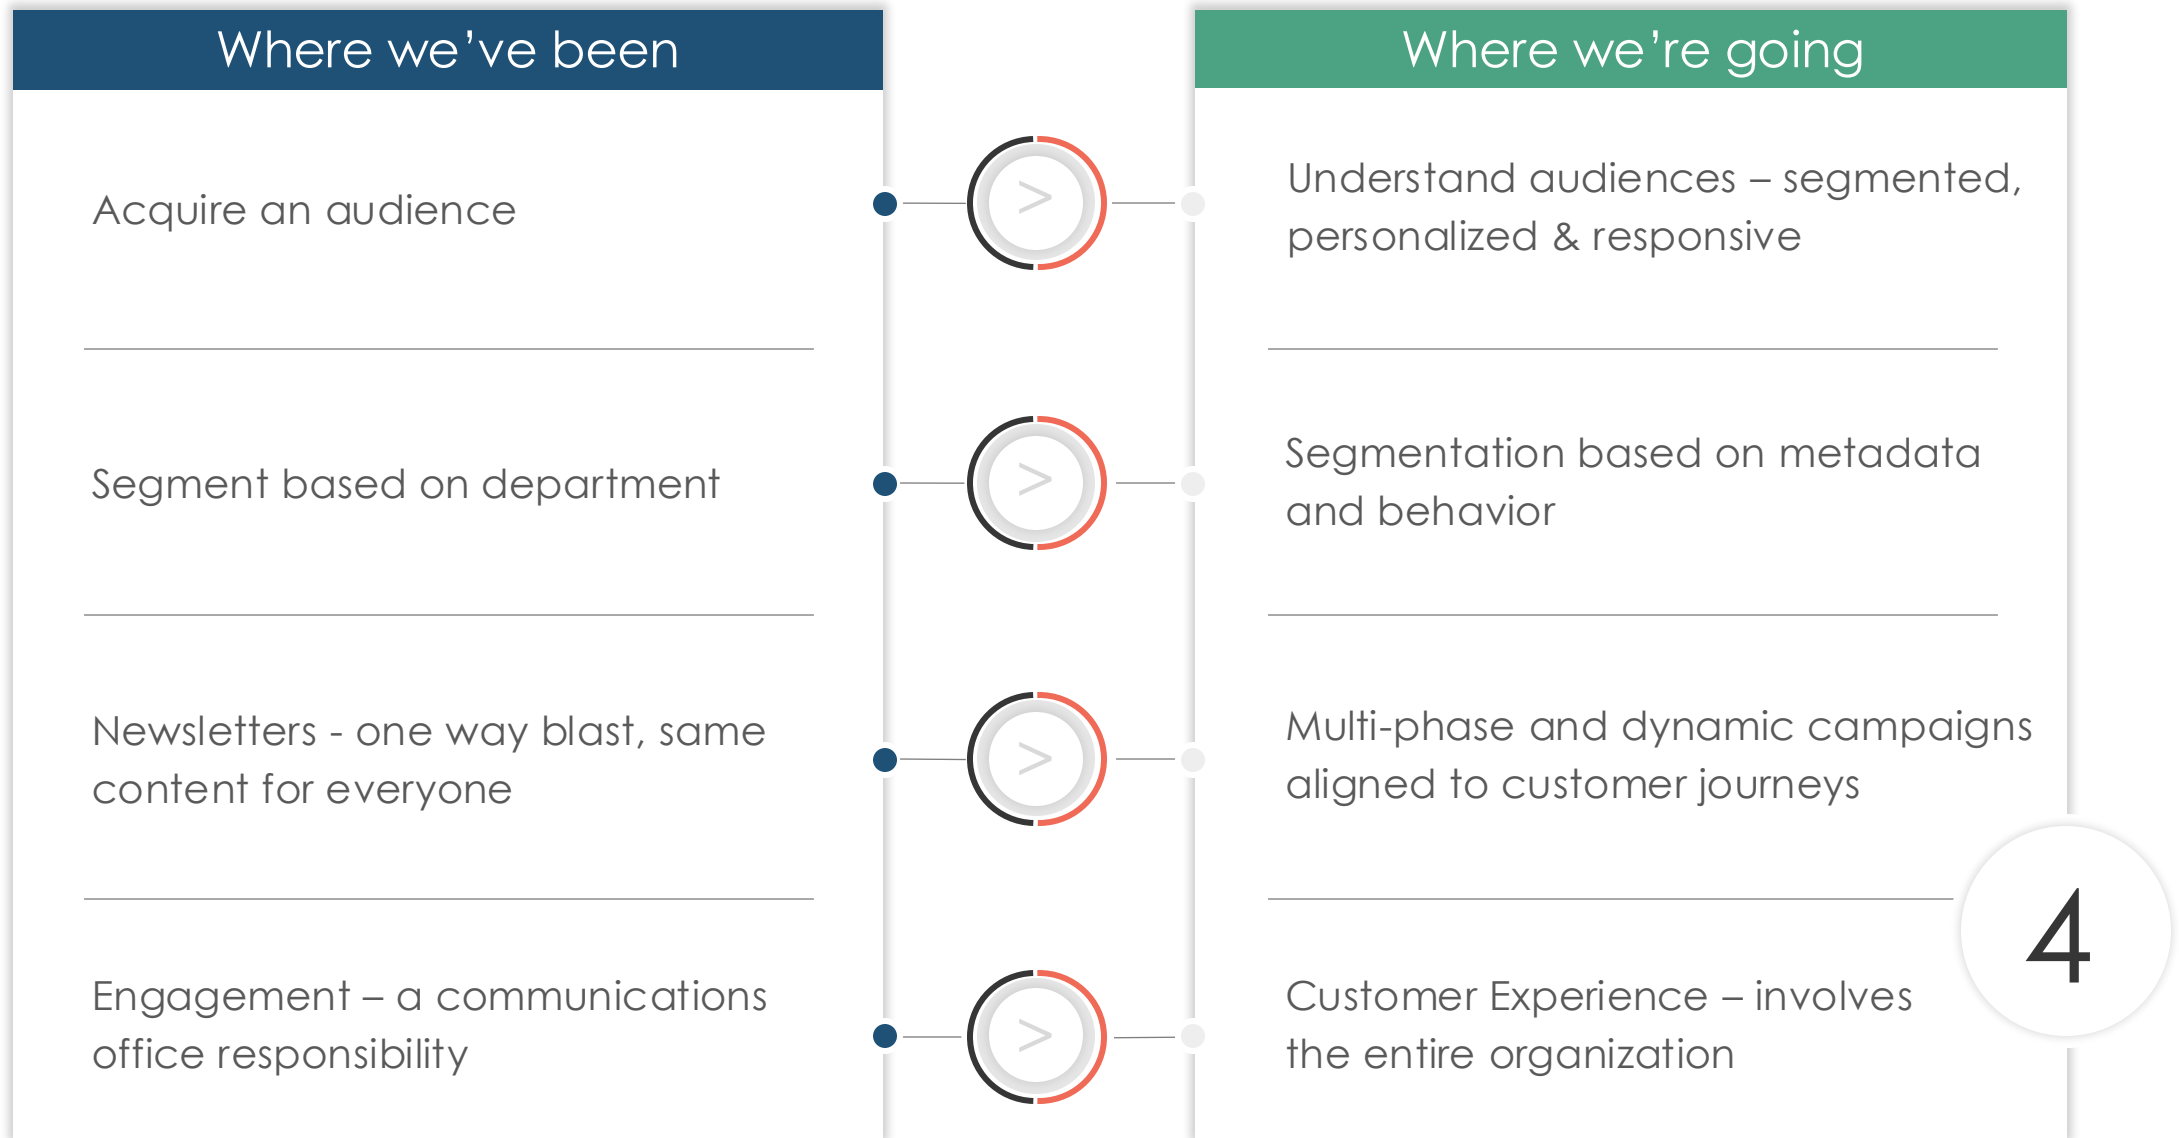 Where we’ve been
Where we’re going
Acquire an audience
>
Understand audiences – segmented,
personalized & responsive
Segment based on department
>
Segmentation based on metadata
and behavior
Newsletters - one way blast, same
content for everyone
>
Multi-phase and dynamic campaigns
aligned to customer journeys
Engagement – a communications
office responsibility
>
Customer Experience – involves
the entire organization
4